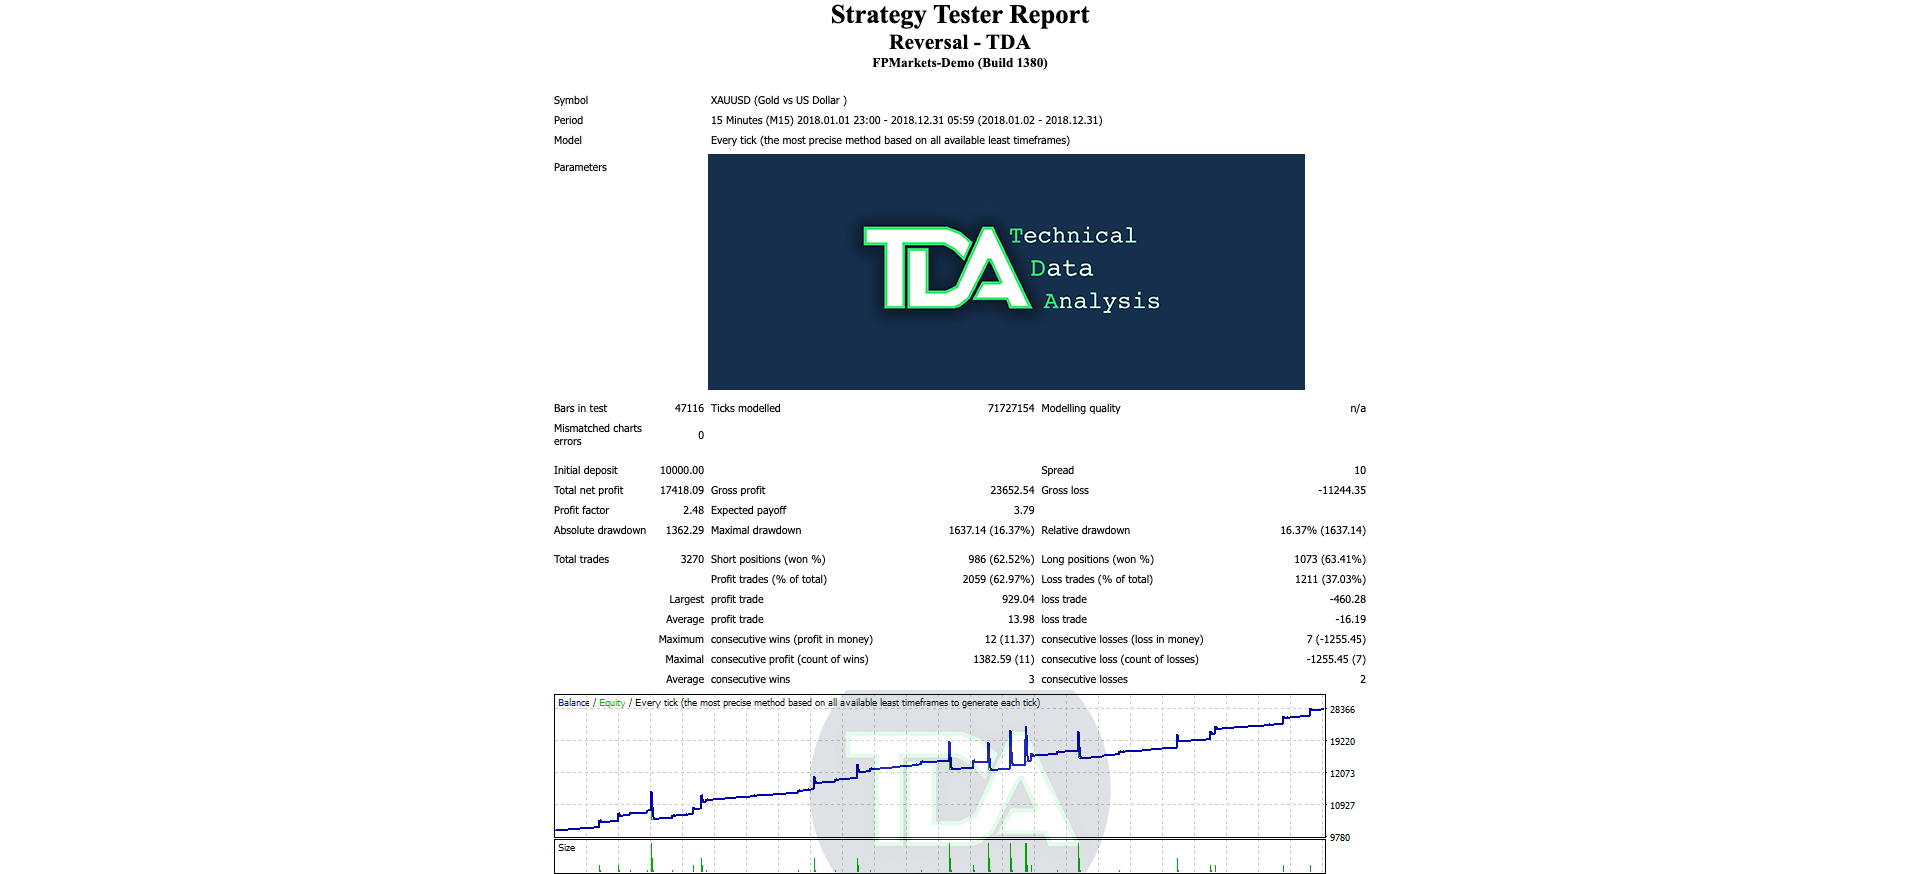 Strategy Tester Report
Reversal - TDA
FPMarkets-Demo (Build 1380)
Symbol XAUUSD (Gold vs US Dollar )
Period 15 Minutes (M15) 2018.01.01 23:00 - 2018.12.31 05:59 (2018.01.02 - 2018.12.31)
Model Every tick (the most precise method based on all available least timeframes)
Parameters
TDA Technical
Data
Analysis
Bars in test 47116 Ticks modelled 71727154 Modelling quality n/a
Mismatched charts
errors 0
Initial deposit 10000.00 Spread 10
Total net profit 17418.09 Gross profit 23652.54 Gross loss -11244.35
Profit factor 2.48 Expected payoff 3.79
Absolute drawdown 1362.29 Maximal drawdown 1637.14 (16.37%) Relative drawdown 16.37% (1637.14)
Total trades 3270 Short positions (won %) 986 (62.52%) Long positions (won %) 1073 (63.41%)
Profit trades (% of total) 2059 (62.97%) Loss trades (% of total) 1211 (37.03%)
Largest profit trade 929.04 loss trade -460.28
Average profit trade 13.98 loss trade -16.19
Maximum consecutive wins (profit in money) 12 (11.37) consecutive losses (loss in money) 7 (-1255.45)
Maximal consecutive profit (count of wins) 1382.59 (11) consecutive loss (count of losses) -1255.45 (7)
Average consecutive wins 3 consecutive losses 2
Balance / Equity / Every tick (the most precise method based on all available least timeframes to generate each tick)
28366
19220
12073
10927
9780
TDA
Size